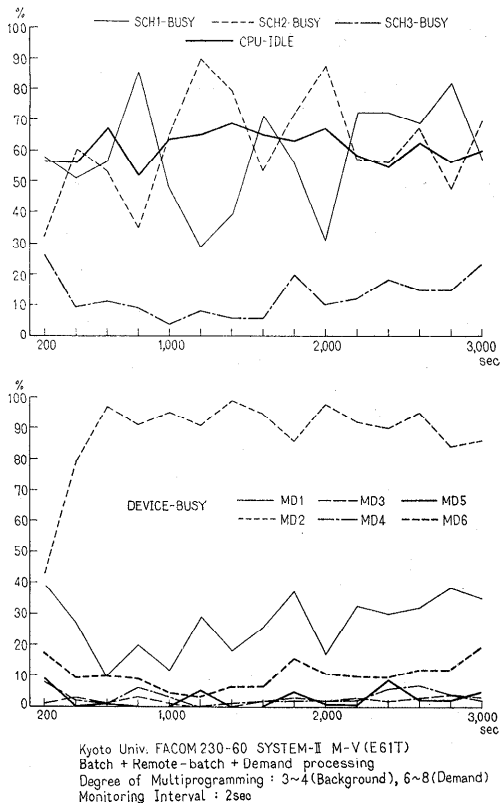 %
SCH1-BUSY SCH2-BUSY SCH3-BUSY
CPU-IDLE
100
90
80
70
60
50
40
30
20
10
0
200 1,000 2,000 3,000
sec
%
100
90
80
70
60
50
40
30
20
10
0
DEVICE-BUSY
MD1 MD3 MD5
MD2 MD4 MD6
200 1,000 2,000 3,000
sec
Kyoto Univ. FACOM 230-60 SYSTEM-II M-V (E61T)
Batch + Remote-batch + Demand processing
Degree of Multiprogramming : 3~4 (Background), 6~8 (Demand)
Monitoring Interval : 2sec